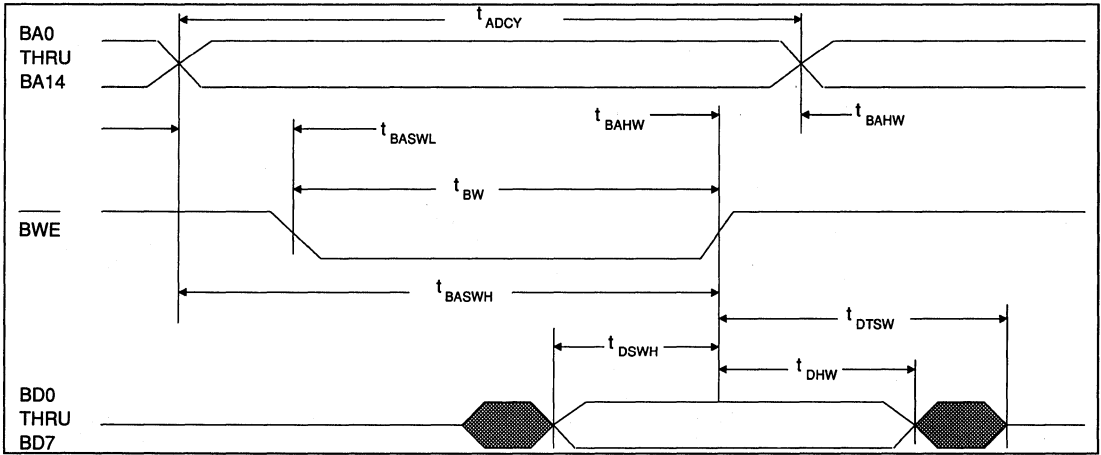 t ADCY
BA0
THRU
BA14
t BASWL
t BAHW
t BAHW
t BW
BWE
t BASWH
t DTSW
t DSWH
t DHW
BD0
THRU
BD7